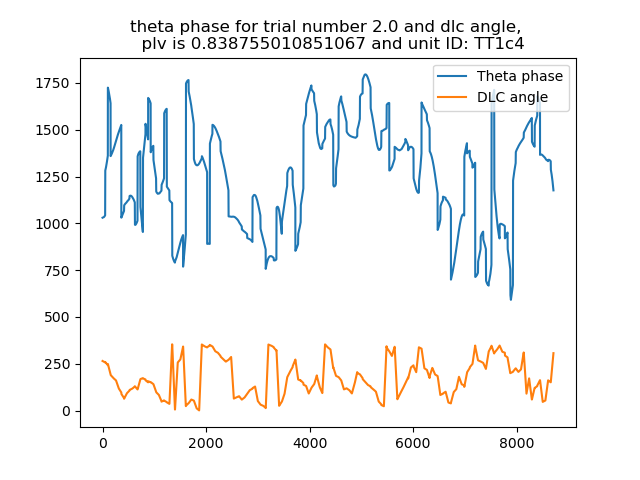 theta phase for trial number 2.0 and dlc angle,
plv is 0.838755010851067 and unit ID: TT1c4
Theta phase
DLC angle
1750
1500
1250
1000
750
500
250
0
0 2000 4000 6000 8000